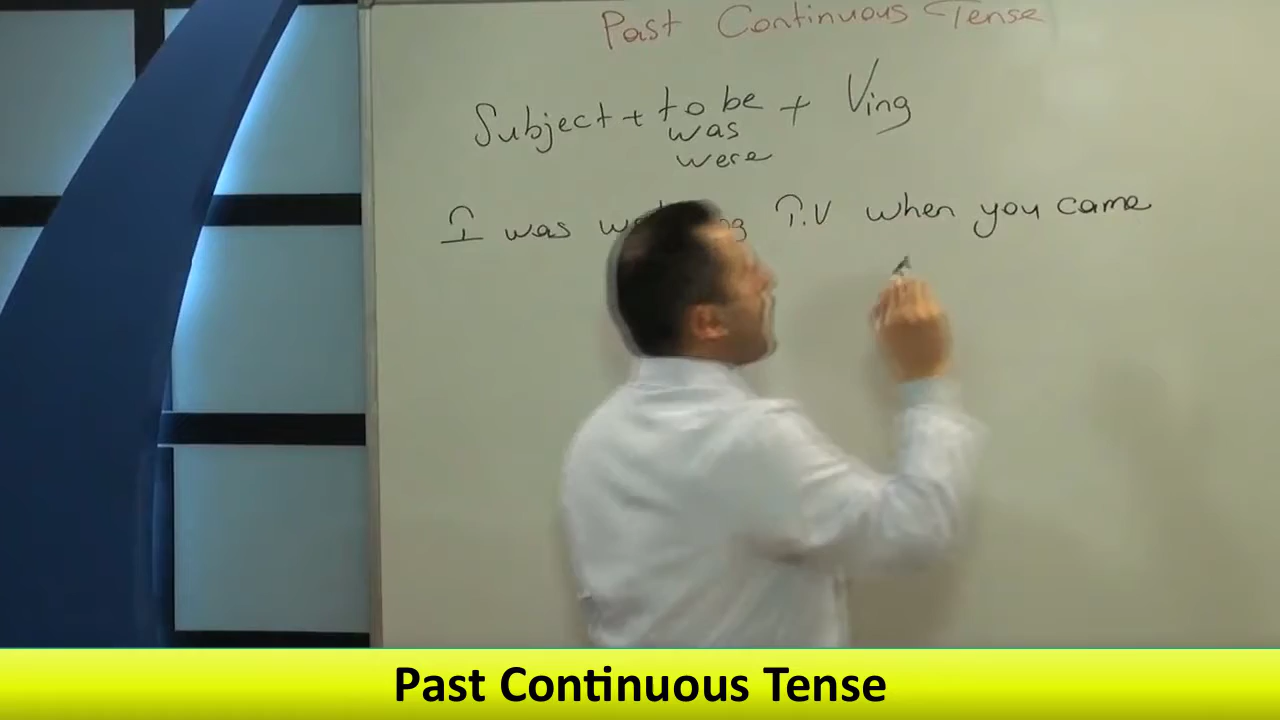 Past Continuous Tense
Subject + to be + Ving
was
were
I was T.V when you came
Past Continuous Tense